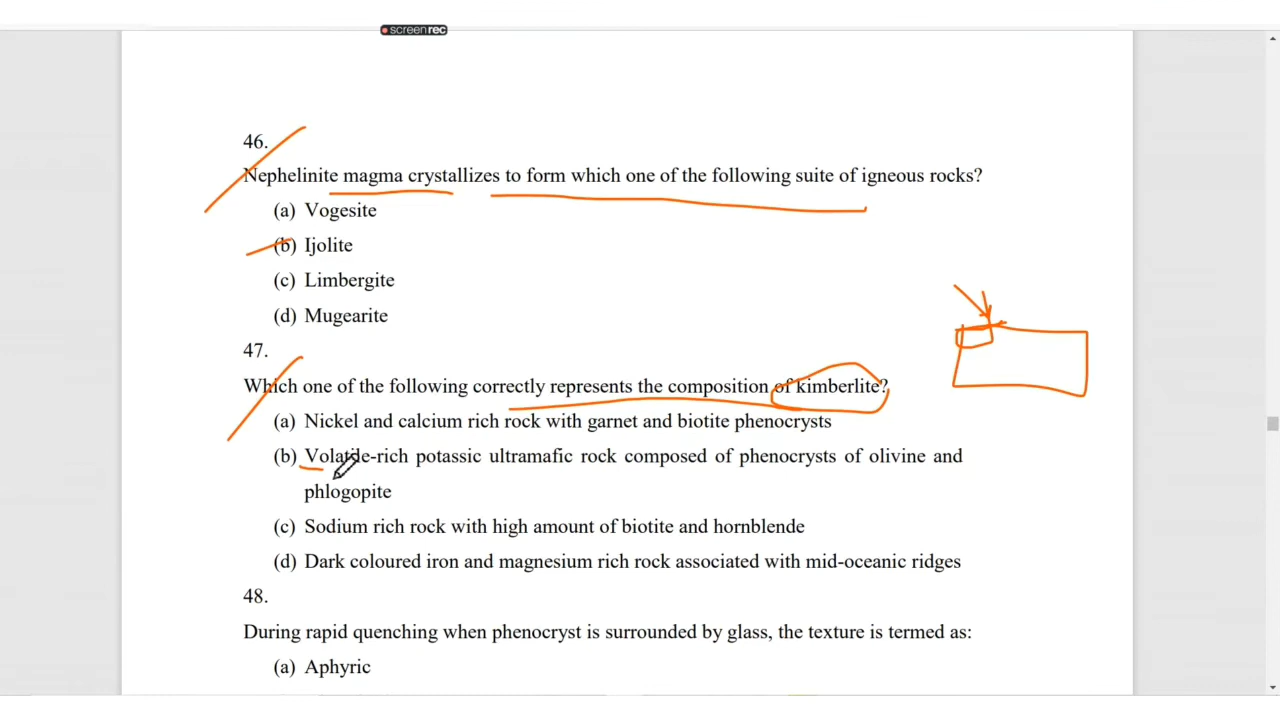 screenrec
46.
Nephelinite magma crystallizes to form which one of the following suite of igneous rocks?
(a) Vogesite
(b) Ijolite
(c) Limbergite
(d) Mugearite
47.
Which one of the following correctly represents the composition of kimberlite?
(a) Nickel and calcium rich rock with garnet and biotite phenocrysts
(b) Volatile-rich potassic ultramafic rock composed of phenocrysts of olivine and
phlogopite
(c) Sodium rich rock with high amount of biotite and hornblende
(d) Dark coloured iron and magnesium rich rock associated with mid-oceanic ridges
48.
During rapid quenching when phenocryst is surrounded by glass, the texture is termed as:
(a) Aphyric